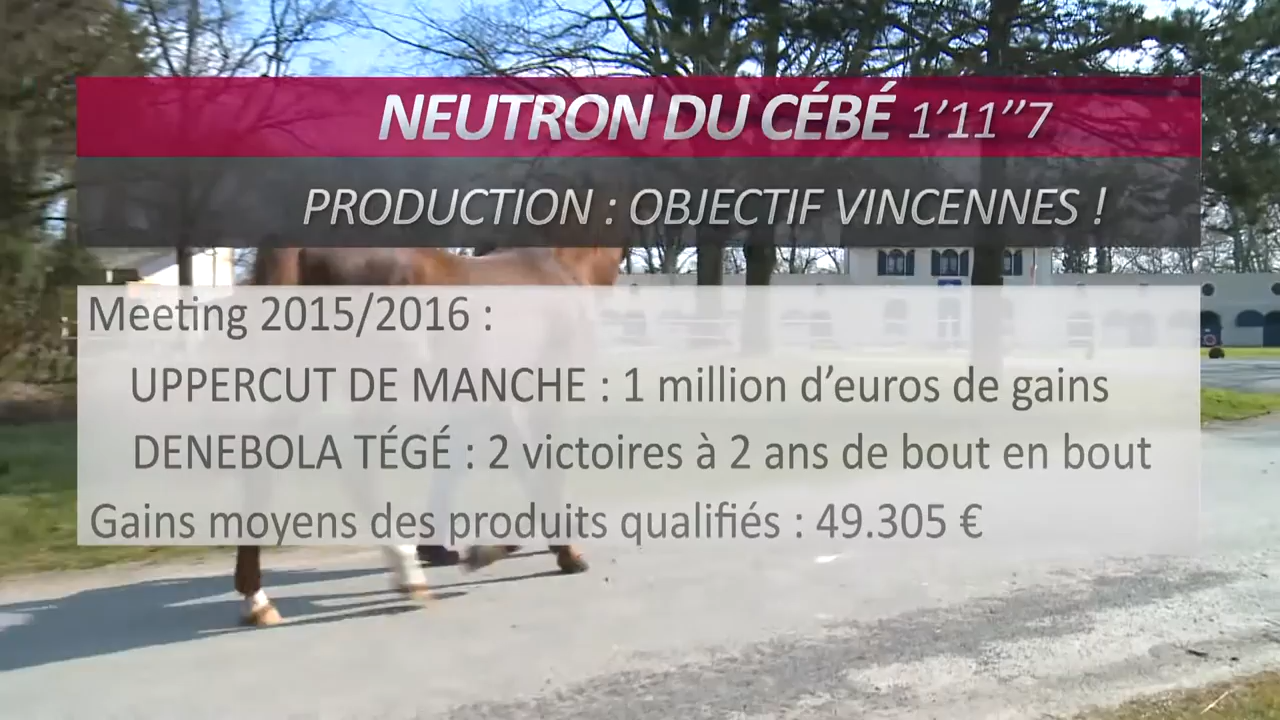 NEUTRON DU CÉBÉ 1’11’’7
PRODUCTION : OBJECTIF VINCENNES !
Meeting 2015/2016 :
UPPERCUT DE MANCHE : 1 million d’euros de gains
DENEBOLA TÉGÉ : 2 victoires à 2 ans de bout en bout
Gains moyens des produits qualifiés : 49.305 €